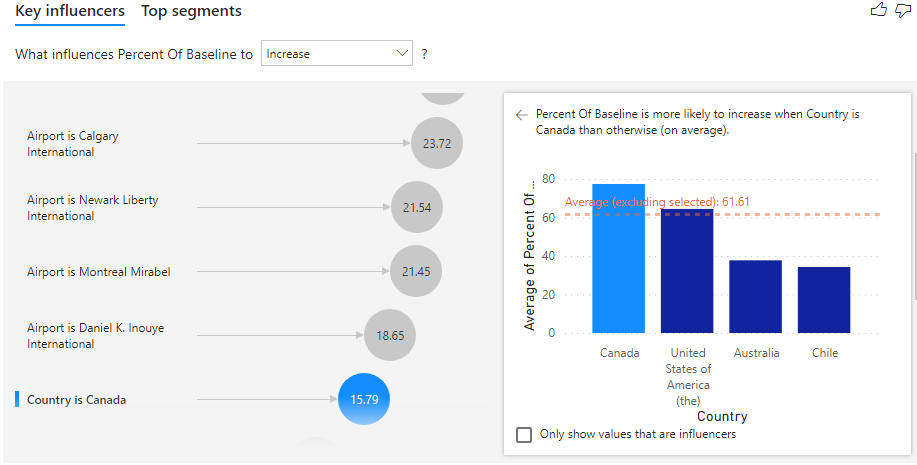 Key influencers Top segments
What influences Percent Of Baseline to Increase ?
Airport is Calgary
International
23.72
Airport is Newark Liberty
International
21.54
Airport is Montreal Mirabel
21.45
Airport is Daniel K. Inouye
International
18.65
Country is Canada
15.79
Percent Of Baseline is more likely to increase when Country is
Canada than otherwise (on average).
Average of Percent Of ...
80
60
40
20
0
Average (excluding selected): 61.61
Canada
United
States of
America
(the)
Australia
Chile
Country
Only show values that are influencers